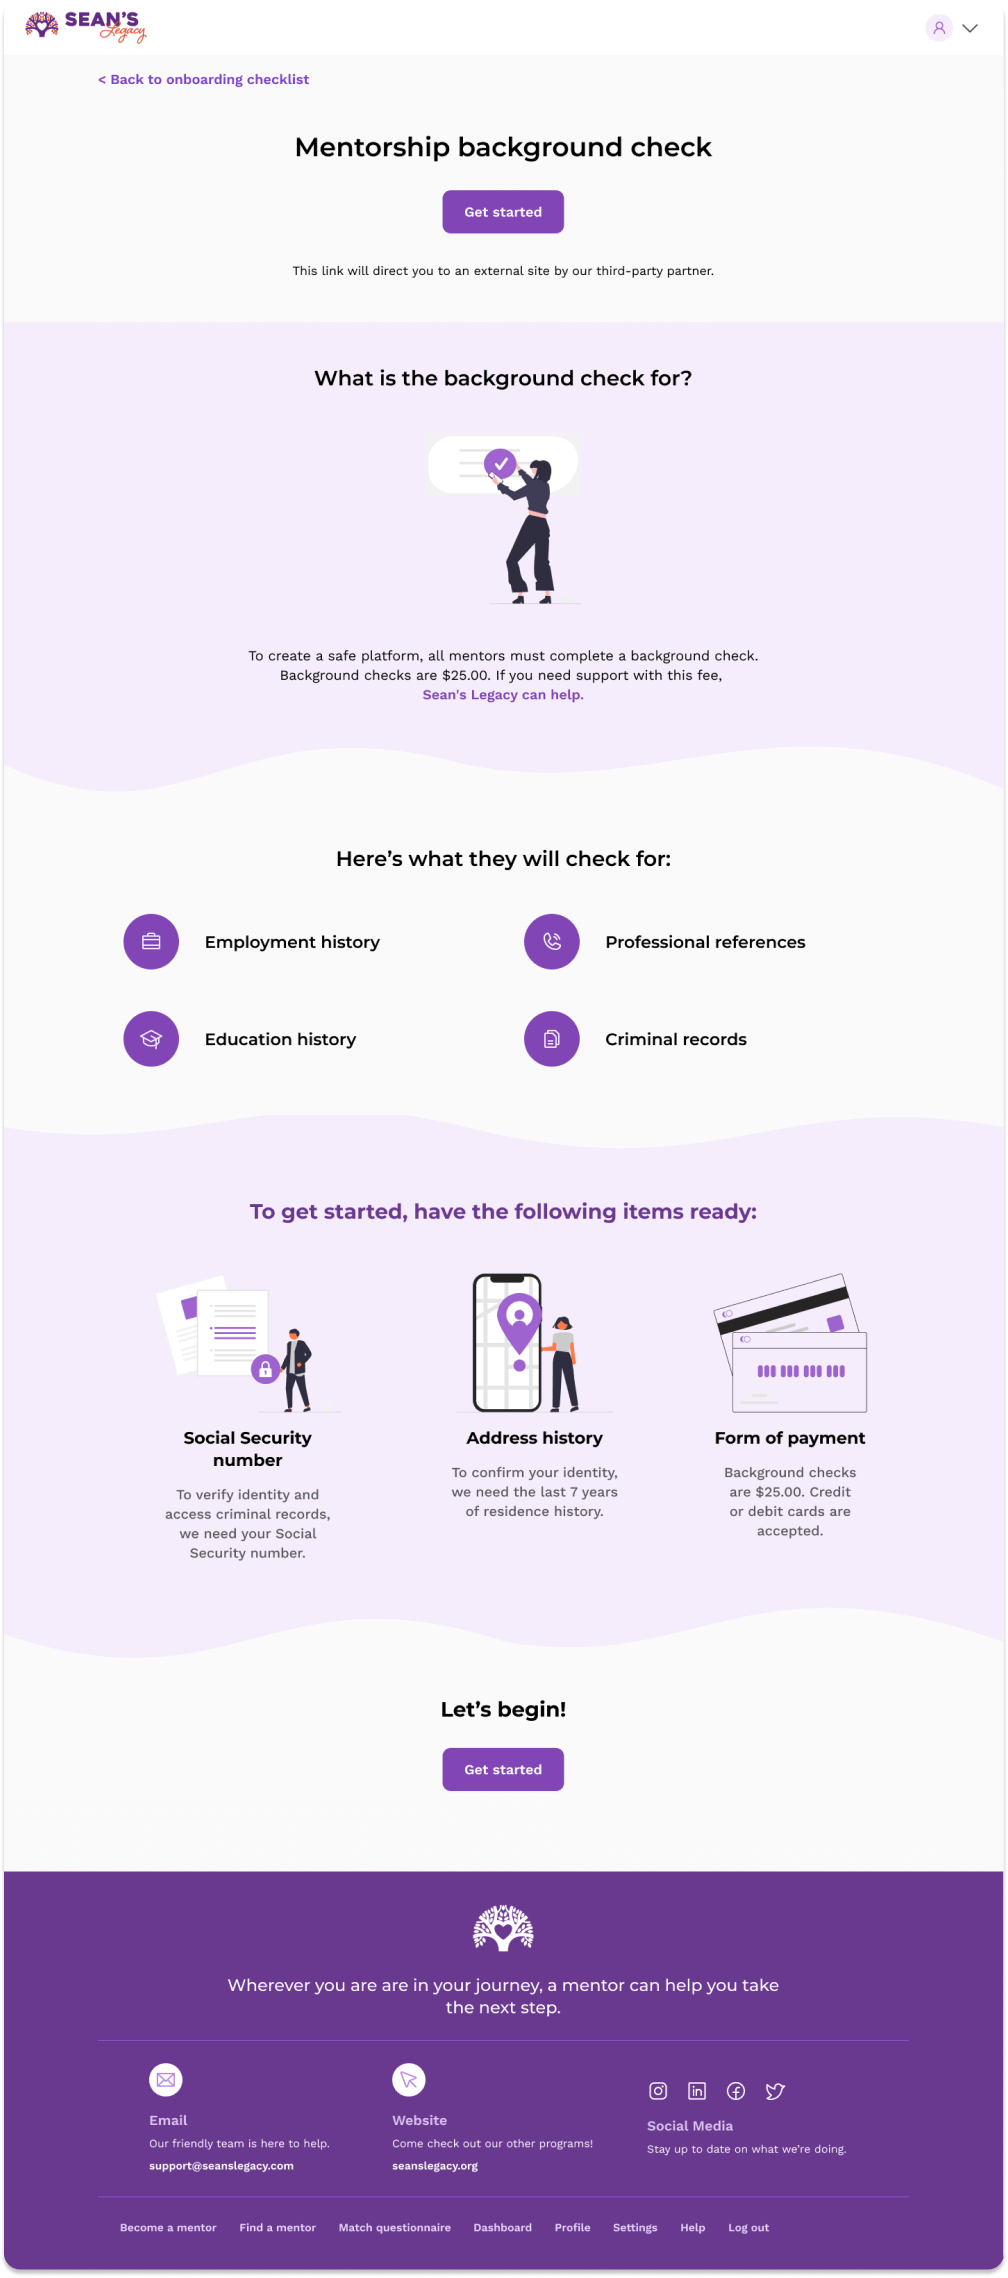 SEAN'S
Legacy
< Back to onboarding checklist
Mentorship background check
Get started
This link will direct you to an external site by our third-party partner.
What is the background check for?
To create a safe platform, all mentors must complete a background check.
Background checks are $25.00. If you need support with this fee,
Sean's Legacy can help.
Here’s what they will check for:
Employment history
Professional references
Education history
Criminal records
To get started, have the following items ready:
Social Security
number
To verify identity and
access criminal records,
we need your Social
Security number.
Address history
To confirm your identity,
we need the last 7 years
of residence history.
Form of payment
Background checks
are $25.00. Credit
or debit cards are
accepted.
Let’s begin!
Get started
Wherever you are are in your journey, a mentor can help you take
the next step.
Email
Our friendly team is here to help.
support@seanslegacy.com
Website
Come check out our other programs!
seanslegacy.org
Social Media
Stay up to date on what we’re doing.
Become a mentor Find a mentor Match questionnaire Dashboard Profile Settings Help Log out